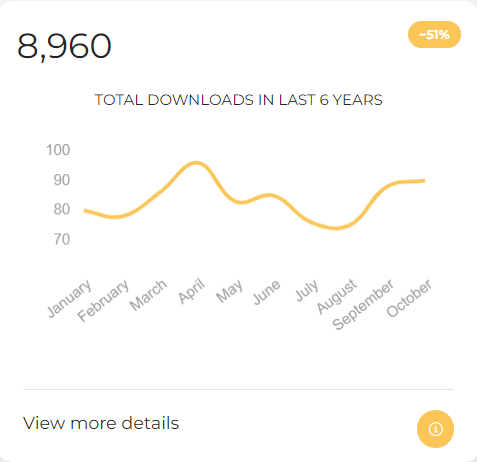 8,960
~51%
TOTAL DOWNLOADS IN LAST 6 YEARS
100
90
80
70
January
February
March
April
May
June
July
August
September
October
View more details